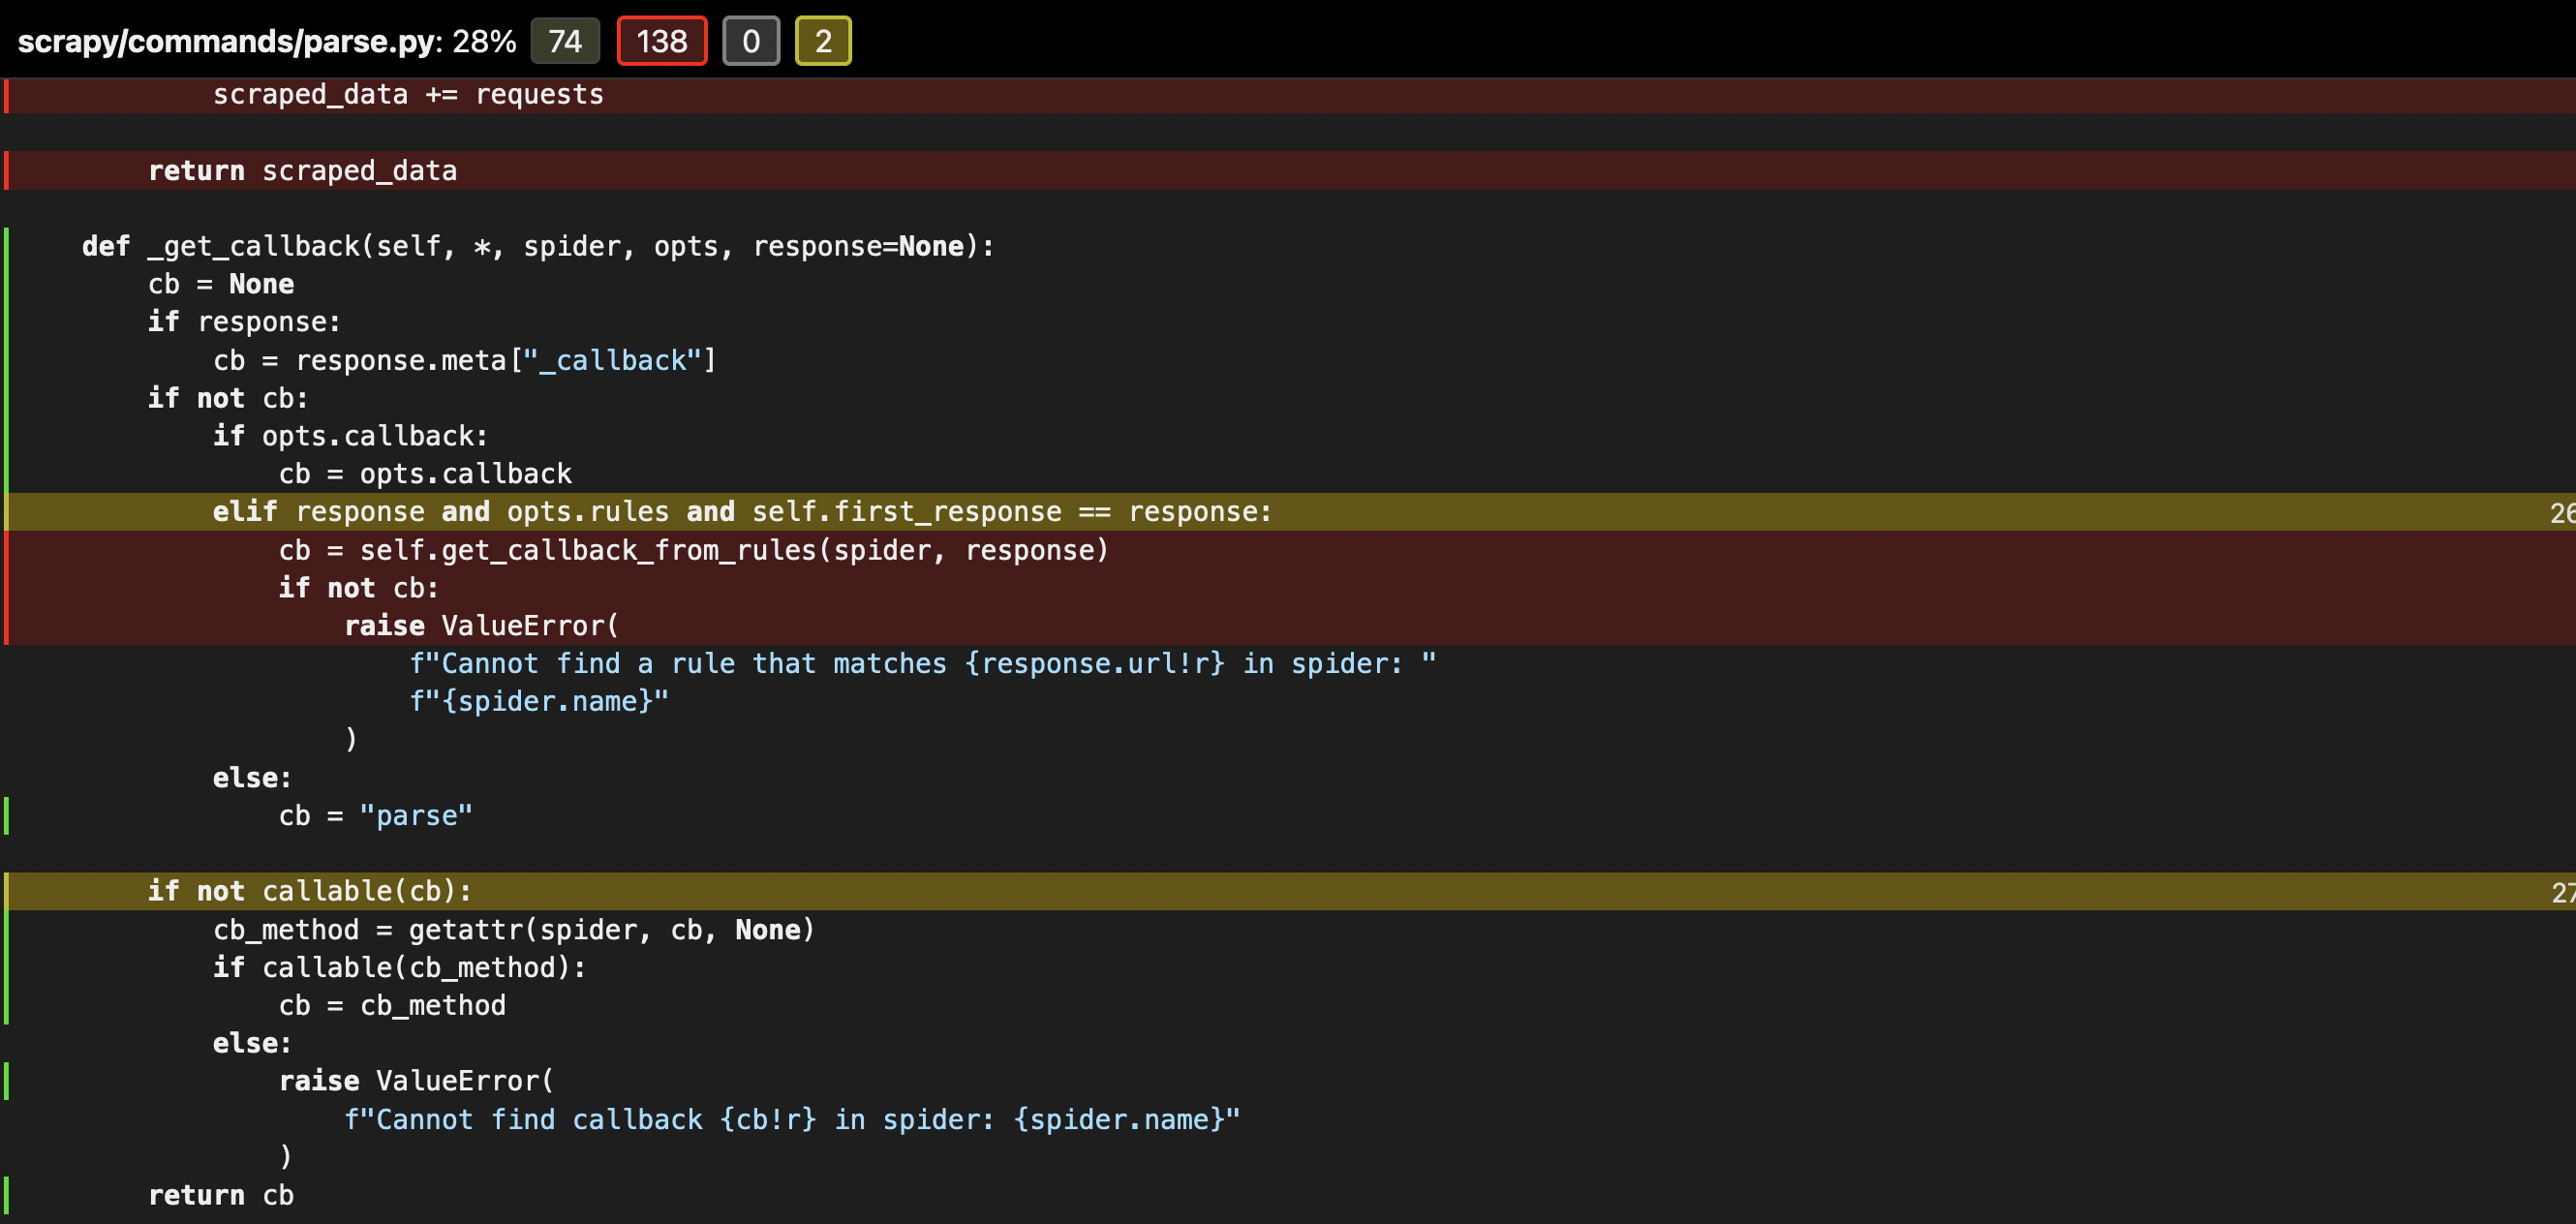 scrapy/commands/parse.py: 28% 74 138 0 2
scraped_data += requests
return scraped_data
def _get_callback(self, *, spider, opts, response=None):
cb = None
if response:
cb = response.meta["_callback"]
if not cb:
if opts.callback:
cb = opts.callback
elif response and opts.rules and self.first_response == response: 26
cb = self.get_callback_from_rules(spider, response)
if not cb:
raise ValueError(
f"Cannot find a rule that matches {response.url!r} in spider: "
f"{spider.name}"
)
else:
cb = "parse"
if not callable(cb): 27
cb_method = getattr(spider, cb, None)
if callable(cb_method):
cb = cb_method
else:
raise ValueError(
f"Cannot find callback {cb!r} in spider: {spider.name}"
)
return cb